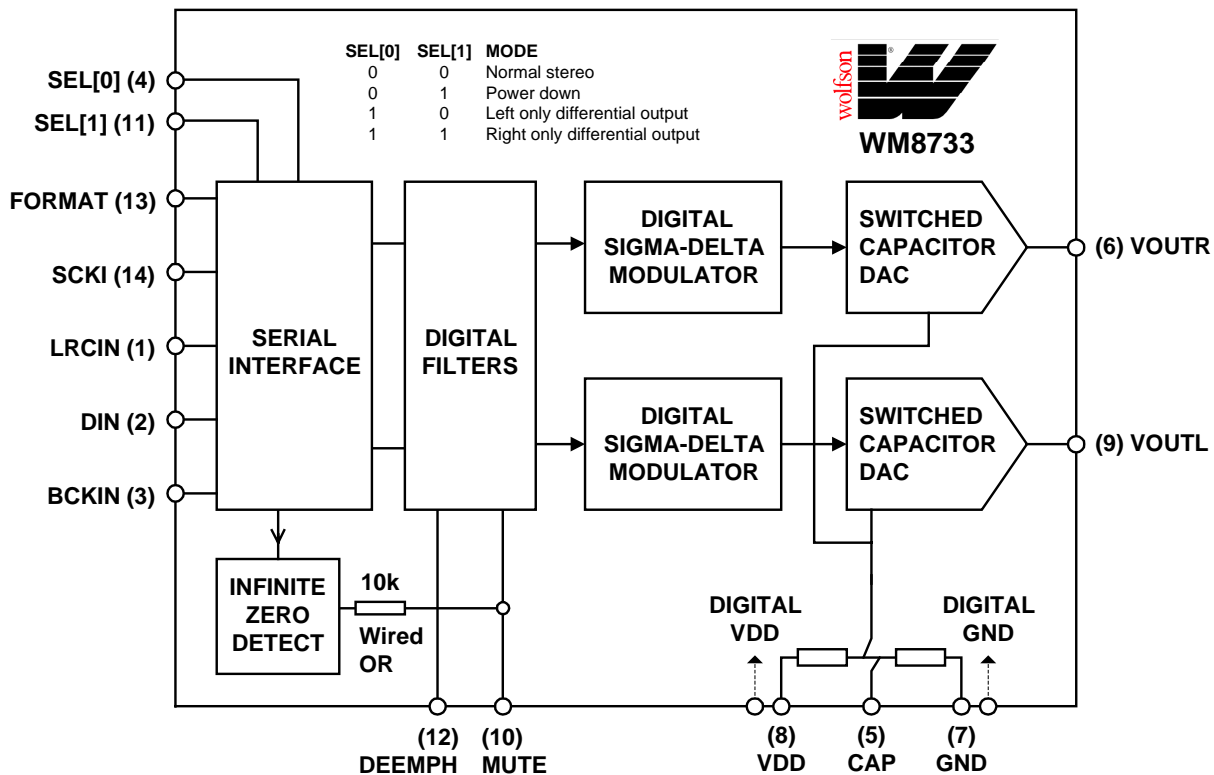 SEL[0] SEL[1] MODE
0 0 Normal stereo
0 1 Power down
1 0 Left only differential output
1 1 Right only differential output
wolfson
®
WM8733
SEL[0] (4)
SEL[1] (11)
FORMAT (13)
SCKI (14)
LRCIN (1)
DIN (2)
BCKIN (3)
SERIAL
INTERFACE
DIGITAL
FILTERS
DIGITAL
SIGMA-DELTA
MODULATOR
SWITCHED
CAPACITOR
DAC
(6) VOUTR
DIGITAL
SIGMA-DELTA
MODULATOR
SWITCHED
CAPACITOR
DAC
(9) VOUTL
INFINITE
ZERO
DETECT
10k
Wired
OR
DIGITAL
VDD
DIGITAL
GND
(12)
DEEMPH
(10)
MUTE
(8)
VDD
(5)
CAP
(7)
GND